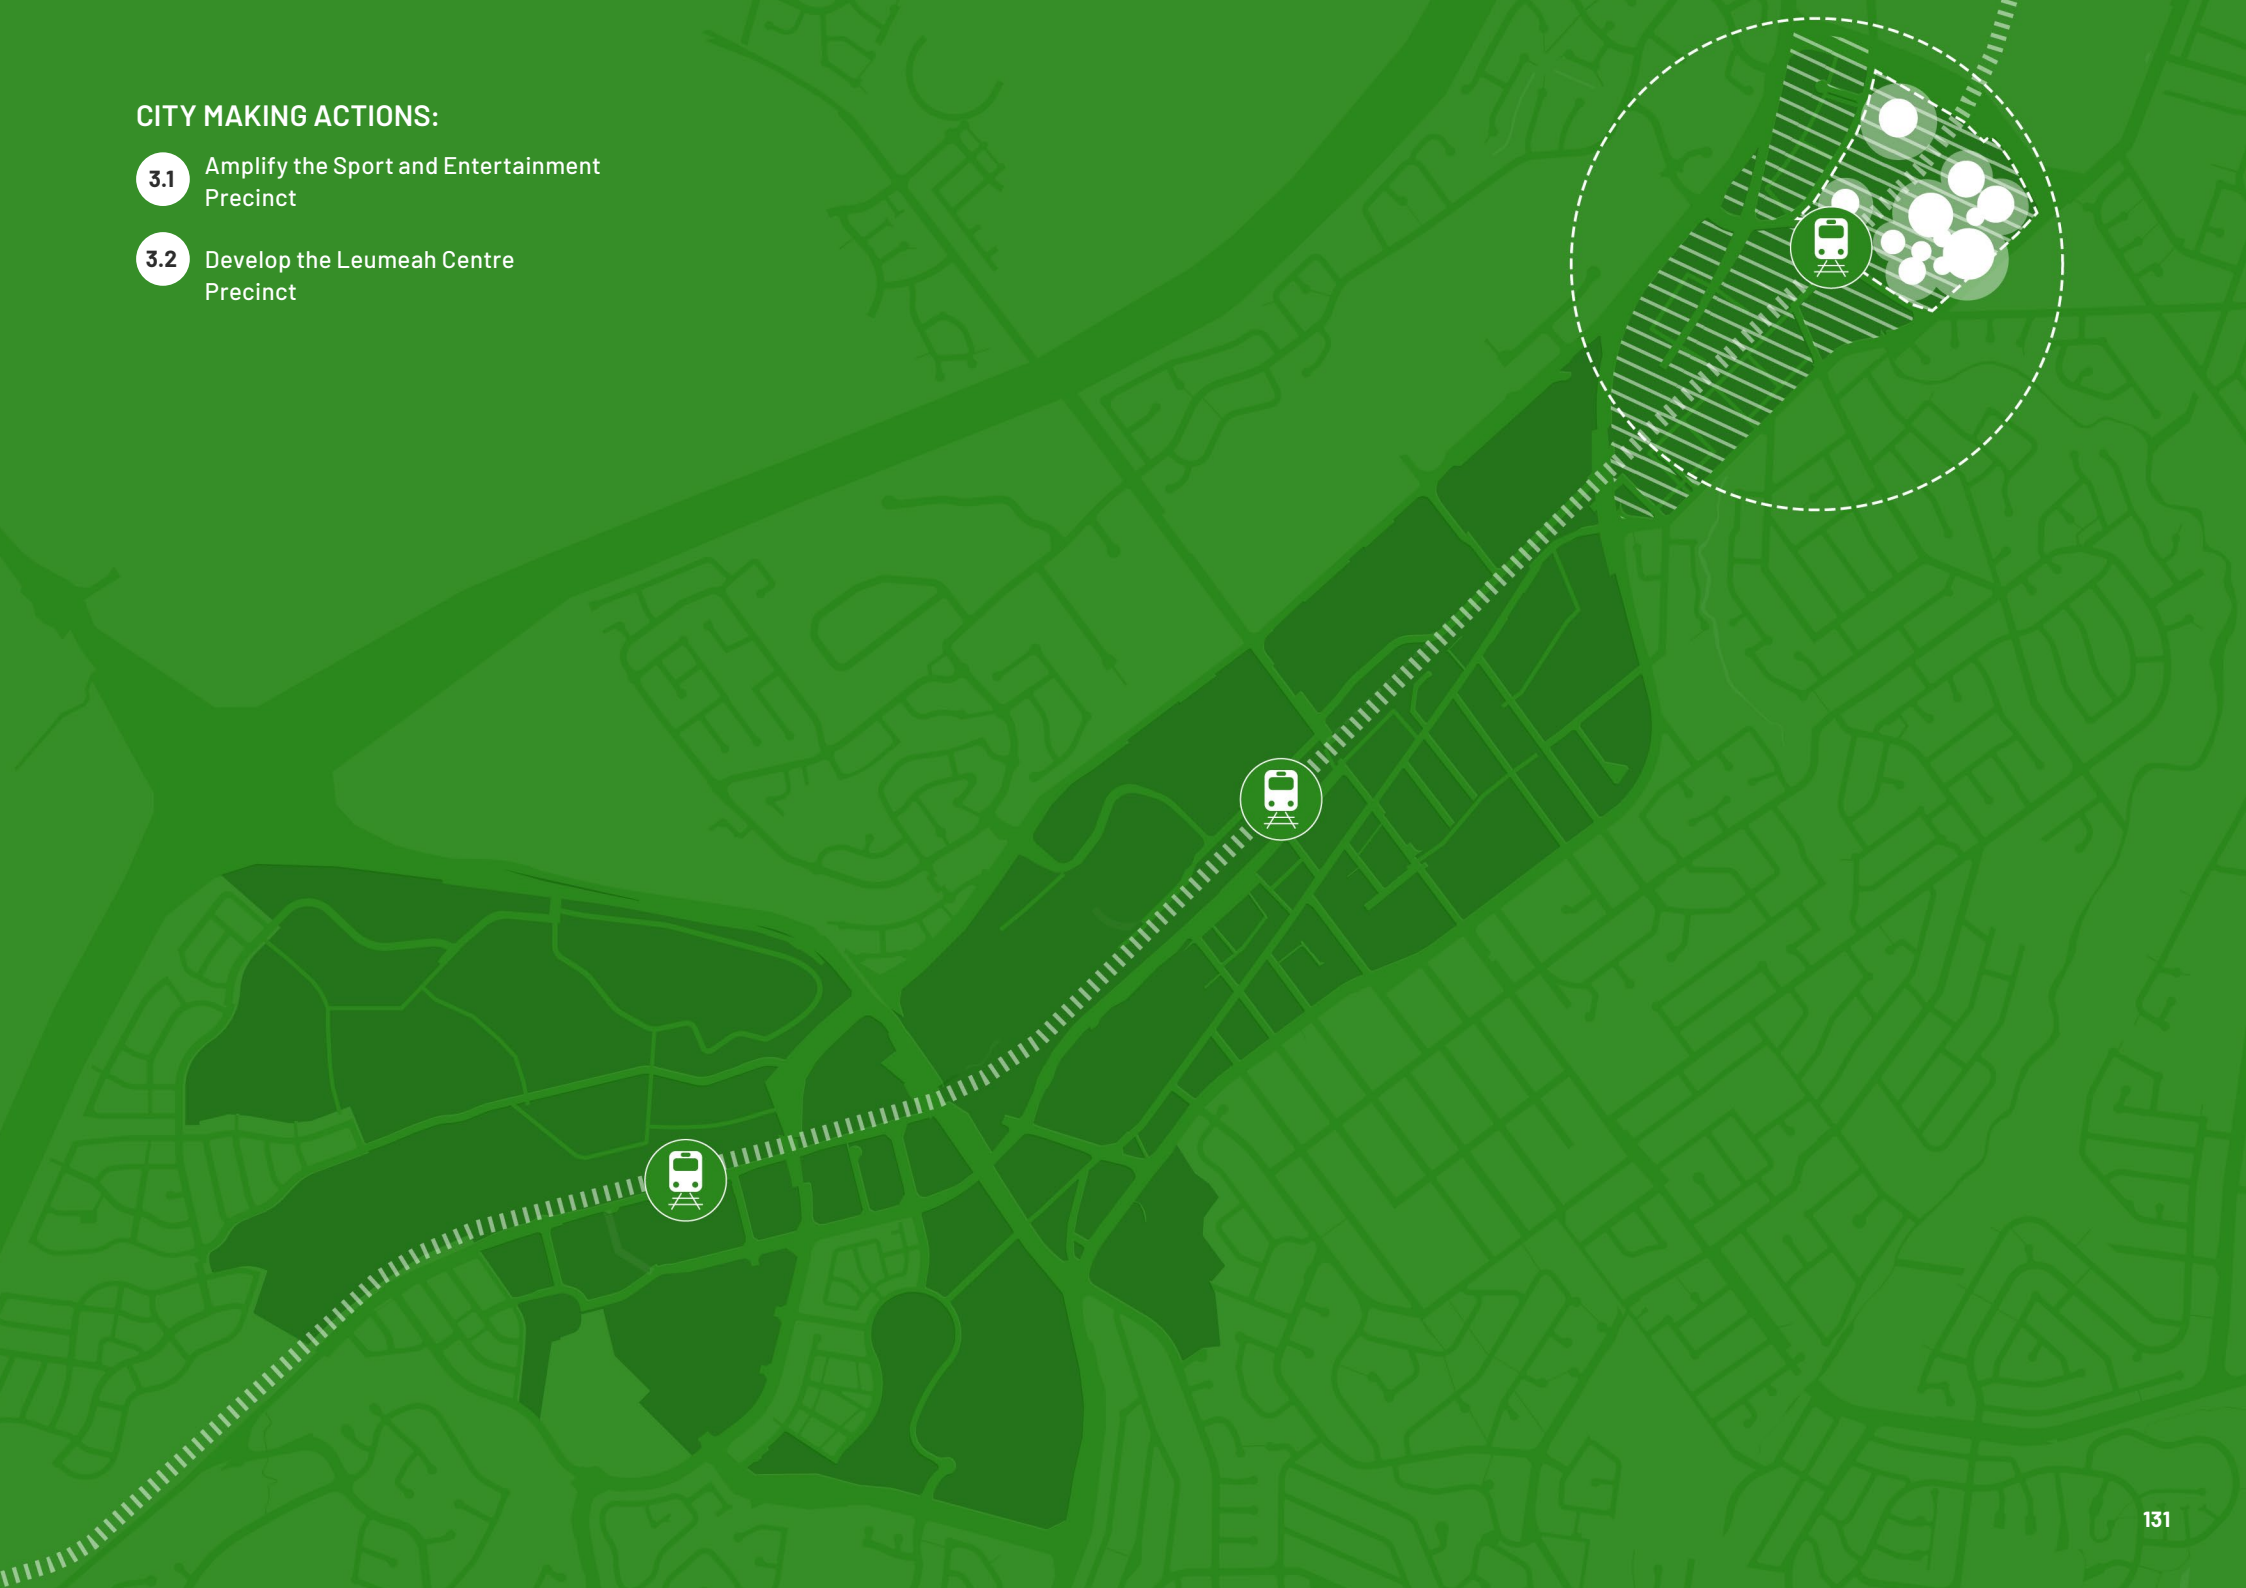 CITY MAKING ACTIONS:
3.1 Amplify the Sport and Entertainment
Precinct
3.2 Develop the Leumeah Centre
Precinct
131